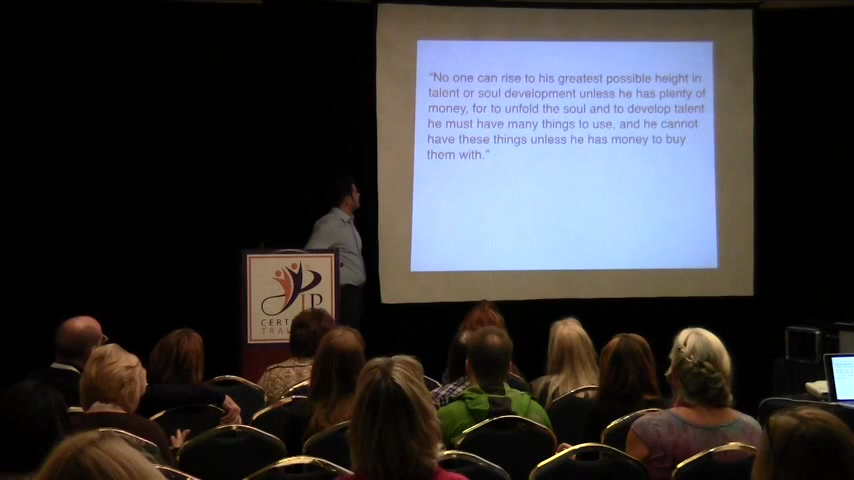 “No one can rise to his greatest possible height in
talent or soul development unless he has plenty of
money, for to unfold the soul and to develop talent
he must have many things to use, and he cannot
have these things unless he has money to buy
them with.”